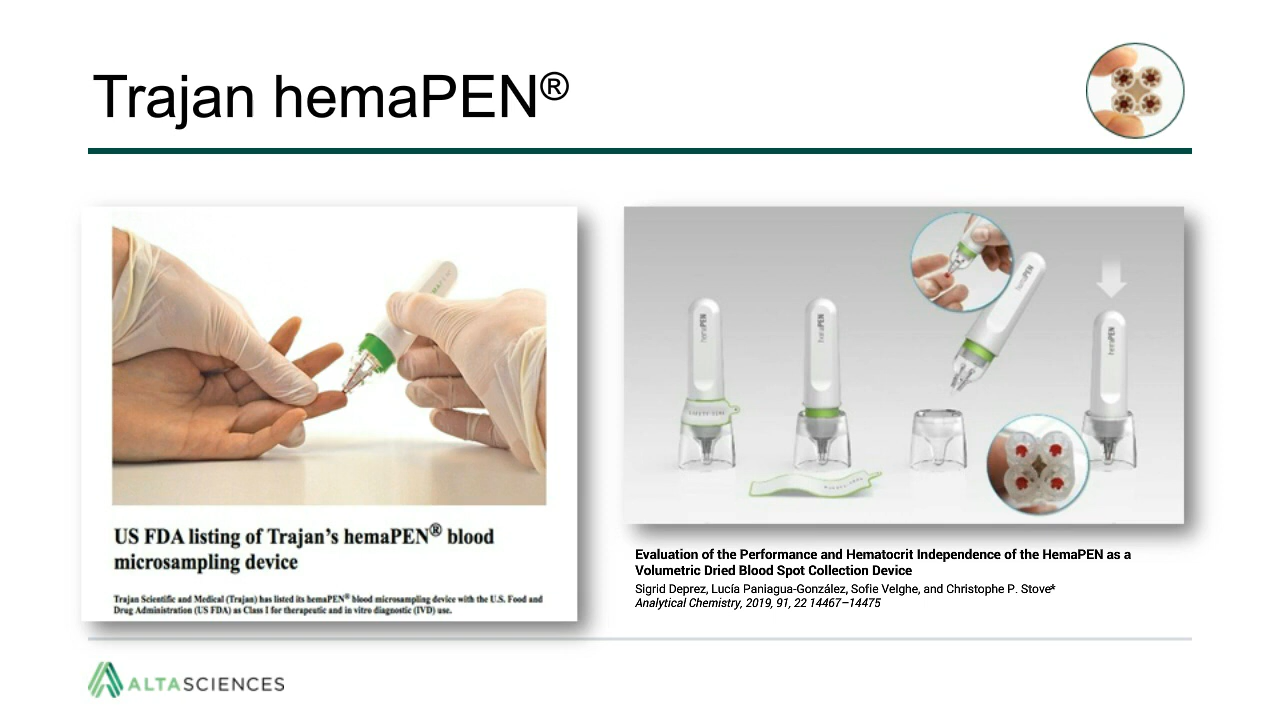 Trajan hemaPEN®
US FDA listing of Trajan's hemaPEN® blood
microsampling device
Trajan Scientific and Medical (Trajan) has listed its hemaPEN® blood microsampling device with the U.S. Food and
Drug Administration (US FDA) as Class I for therapeutic and in vitro diagnostic (IVD) use.
hemaPEN
hemaPEN
hemaPEN
hemaPEN
Evaluation of the Performance and Hematocrit Independence of the HemaPEN as a
Volumetric Dried Blood Spot Collection Device
Sigrid Deprez, Lucía Paniagua-González, Sofie Velghe, and Christophe P. Stove*
Analytical Chemistry, 2019, 91, 22 14467–14475
ALTASCIENCES